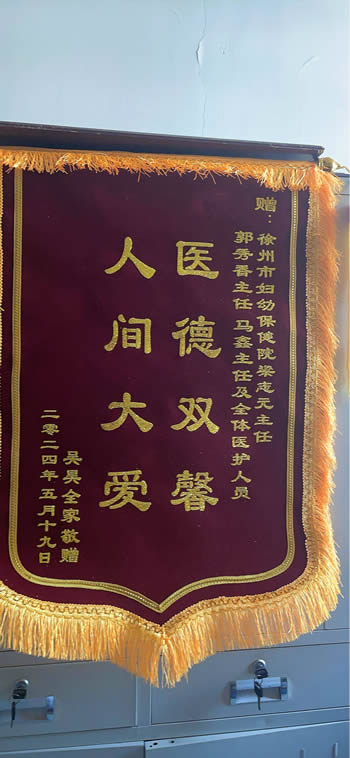 赠：徐州市妇幼保健院梁志元主任
郭秀晋主任 马鑫主任及全体医护人员
医德双馨
人间大爱
吴昊全家敬赠
二零二四年五月十九日